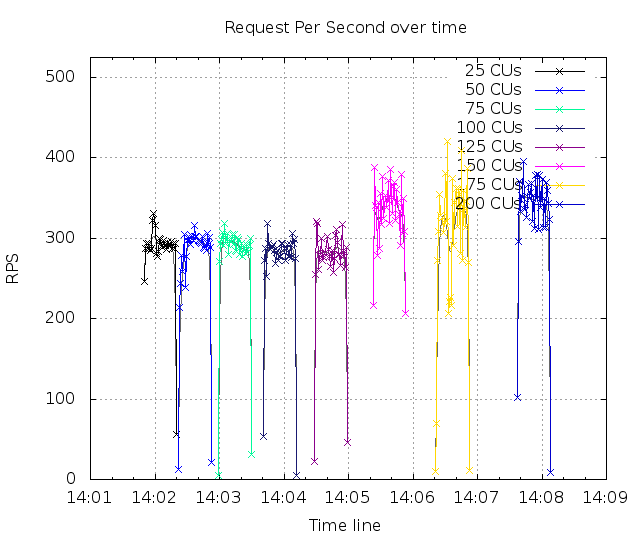 Request Per Second over time
500
400
300
200
100
0
RPS
25 CUs
50 CUs
75 CUs
100 CUs
125 CUs
150 CUs
175 CUs
200 CUs
14:01 14:02 14:03 14:04 14:05 14:06 14:07 14:08 14:09
Time line